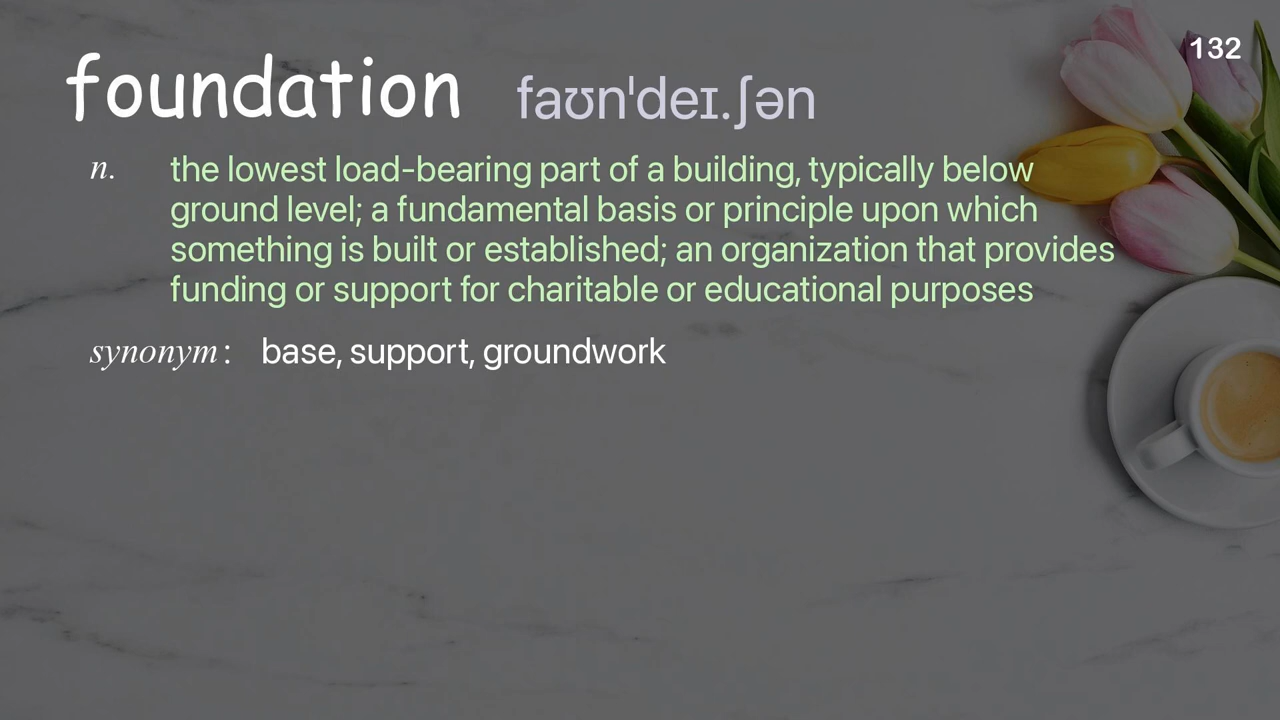 132
foundation faʊnˈdeɪ.ʃən
n. the lowest load-bearing part of a building, typically below
ground level; a fundamental basis or principle upon which
something is built or established; an organization that provides
funding or support for charitable or educational purposes
synonym: base, support, groundwork